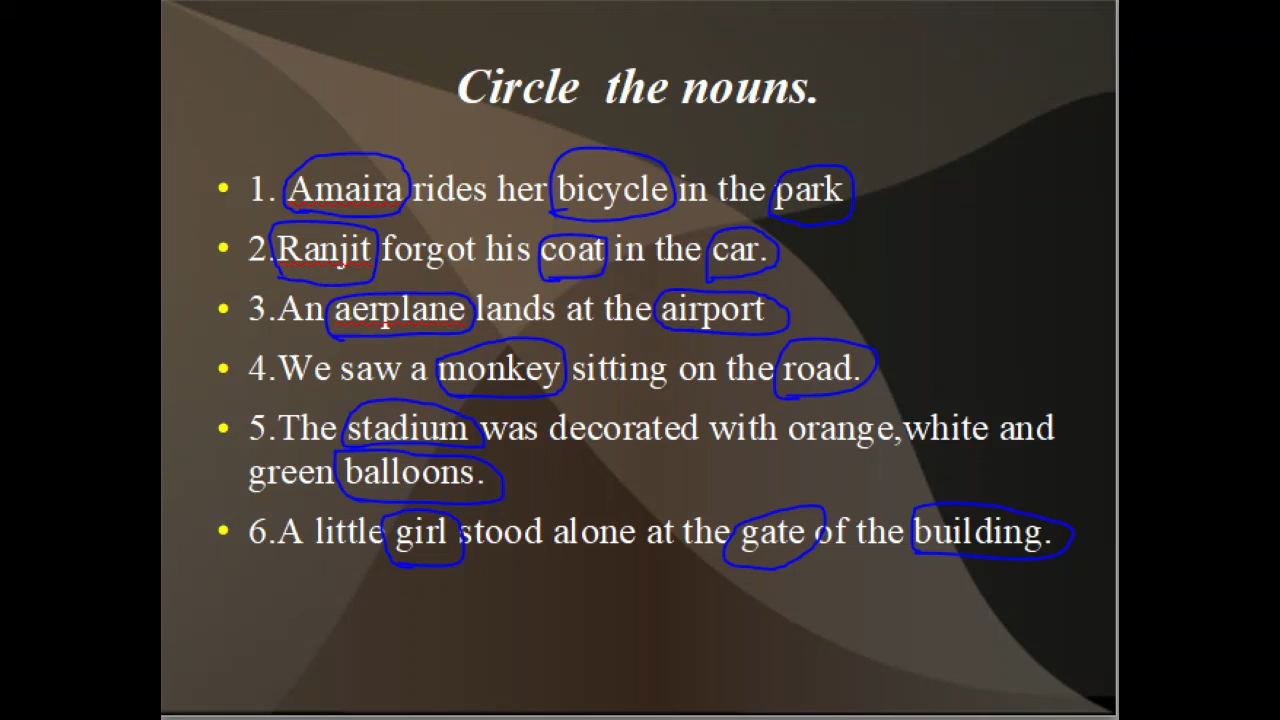 Circle the nouns.
• 1. Amaira rides her bicycle in the park
• 2.Ranjit forgot his coat in the car.
• 3.An aerplane lands at the airport
• 4.We saw a monkey sitting on the road.
• 5.The stadium was decorated with orange,white and
green balloons.
• 6.A little girl stood alone at the gate of the building.